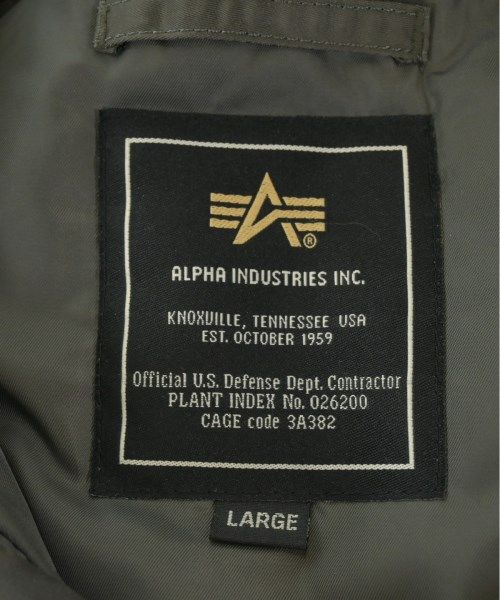 ®
ALPHA INDUSTRIES INC.
KNOXVILLE, TENNESSEE USA
EST. OCTOBER 1959
Official U.S. Defense Dept. Contractor
PLANT INDEX No. 026200
CAGE code 3A382
LARGE